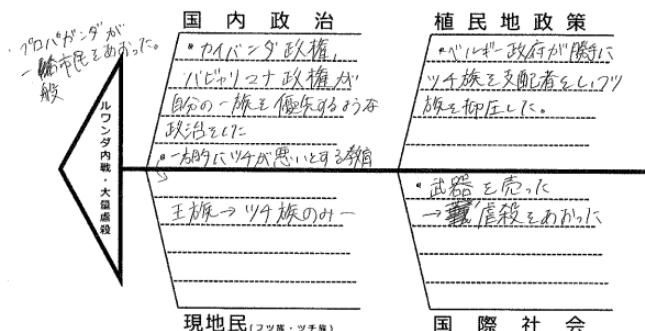 国内政治
植民地政策
・プロパガンダが
一般市民をあおった。
・カイバンダ政権,
ハビャリマナ政権が
自分の一族を優先するような
政治をした
・一方的にツチが悪いとする教育
・ベルギー政府が勝手に
ツチ族を支配者とし、フツ
族を抑圧した。
ルワンダ内戦・大量虐殺
王族→ツチ族のみ
・武器を売った
→虐殺をあおった
現地民(フツ族・ツチ族)
国際社会